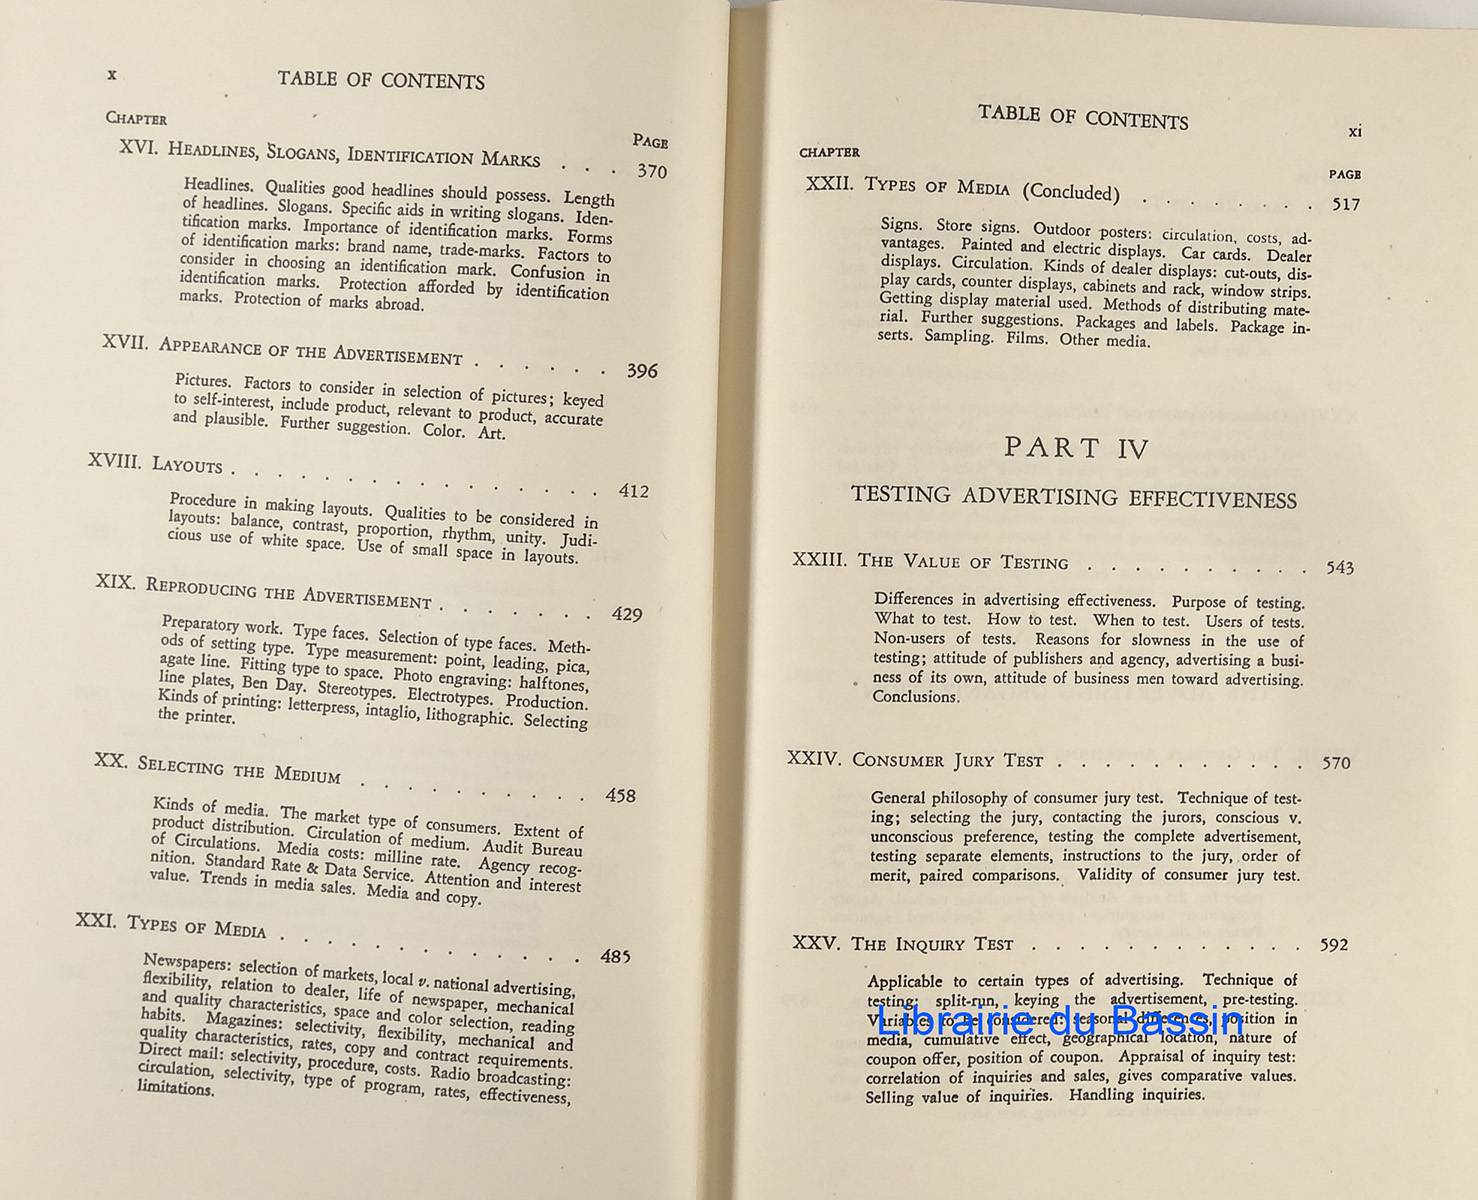 x
TABLE OF CONTENTS
CHAPTER
PAGE
XVI. HEADLINES, SLOGANS, IDENTIFICATION MARKS . . . 370
Headlines. Qualities good headlines should possess. Length
of headlines. Slogans. Specific aids in writing slogans. Iden-
tification marks. Importance of identification marks. Forms
of identification marks: brand name, trade-marks. Factors to
consider in choosing an identification mark. Confusion in
identification marks. Protection afforded by identification
marks. Protection of marks abroad.
XVII. APPEARANCE OF THE ADVERTISEMENT . . . . . . 396
Pictures. Factors to consider in selection of pictures; keyed
to self-interest, include product, relevant to product, accurate
and plausible. Further suggestion. Color. Art.
XVIII. LAYOUTS . . . . . . . . . . . . . . 412
Procedure in making layouts. Qualities to be considered in
layouts: balance, contrast, proportion, rhythm, unity. Judi-
cious use of white space. Use of small space in layouts.
XIX. REPRODUCING THE ADVERTISEMENT . . . . . . . 429
Preparatory work. Type faces. Selection of type faces. Meth-
ods of setting type. Type measurement: point, leading, pica,
agate line. Fitting type to space. Photo engraving: halftones,
line plates, Ben Day. Stereotypes. Electrotypes. Production.
Kinds of printing: letterpress, intaglio, lithographic. Selecting
the printer.
XX. SELECTING THE MEDIUM . . . . . . . . . . 458
Kinds of media. The market type of consumers. Extent of
product distribution. Circulation of medium. Audit Bureau
of Circulations. Media costs: milline rate. Agency recog-
nition. Standard Rate & Data Service. Attention and interest
value. Trends in media sales. Media and copy.
XXI. TYPES OF MEDIA . . . . . . . . . . . . 485
Newspapers: selection of markets, local v. national advertising,
flexibility, relation to dealer, life of newspaper, mechanical
and quality characteristics, space and color selection, reading
habits. Magazines: selectivity, flexibility, mechanical and
quality characteristics, rates, copy and contract requirements.
Direct mail: selectivity, procedure, costs. Radio broadcasting:
circulation, selectivity, type of program, rates, effectiveness,
limitations.
TABLE OF CONTENTS
xi
CHAPTER
PAGE
XXII. TYPES OF MEDIA (Concluded) . . . . . . . . 517
Signs. Store signs. Outdoor posters: circulation, costs, ad-
vantages. Painted and electric displays. Car cards. Dealer
displays. Circulation. Kinds of dealer displays: cut-outs, dis-
play cards, counter displays, cabinets and rack, window strips.
Getting display material used. Methods of distributing mate-
rial. Further suggestions. Packages and labels. Package in-
serts. Sampling. Films. Other media.
PART IV
TESTING ADVERTISING EFFECTIVENESS
XXIII. THE VALUE OF TESTING . . . . . . . . . . 543
Differences in advertising effectiveness. Purpose of testing.
What to test. How to test. When to test. Users of tests.
Non-users of tests. Reasons for slowness in the use of
testing; attitude of publishers and agency, advertising a busi-
ness of its own, attitude of business men toward advertising.
Conclusions.
XXIV. CONSUMER JURY TEST . . . . . . . . . . . 570
General philosophy of consumer jury test. Technique of test-
ing; selecting the jury, contacting the jurors, conscious v.
unconscious preference, testing the complete advertisement,
testing separate elements, instructions to the jury, order of
merit, paired comparisons. Validity of consumer jury test.
XXV. THE INQUIRY TEST . . . . . . . . . . . . 592
Applicable to certain types of advertising. Technique of
testing: split-run, keying the advertisement, pre-testing.
Variables to be considered: seasonal differences, position in
media, cumulative effect, geographical location, nature of
coupon offer, position of coupon. Appraisal of inquiry test:
correlation of inquiries and sales, gives comparative values.
Selling value of inquiries. Handling inquiries.
Librairie du Bassin